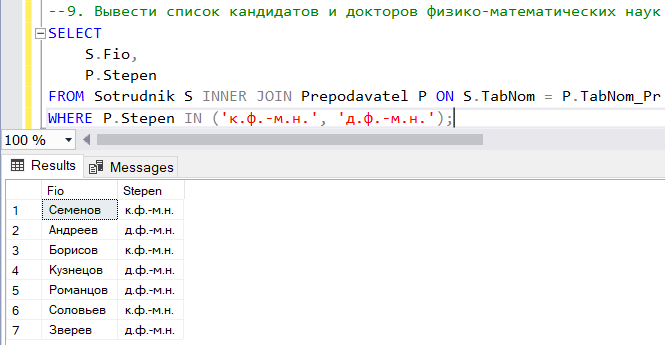 --9. Вывести список кандидатов и докторов физико-математических наук
SELECT
S.Fio,
P.Stepen
FROM Sotrudnik S INNER JOIN Prepodavatel P ON S.TabNom = P.TabNom_Pr
WHERE P.Stepen IN ('к.ф.-м.н.', 'д.ф.-м.н.');
100 %
Results Messages
Fio Stepen
1 Семенов к.ф.-м.н.
2 Андреев д.ф.-м.н.
3 Борисов к.ф.-м.н.
4 Кузнецов д.ф.-м.н.
5 Романцов д.ф.-м.н.
6 Соловьев к.ф.-м.н.
7 Зверев д.ф.-м.н.